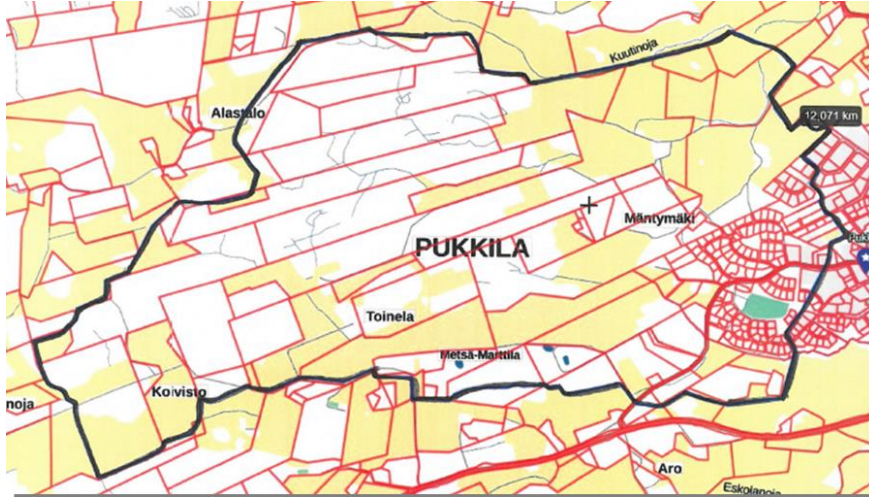 Kuutinoja
Alastalo
12,071 km
Mäntymäki
PUKKILA
Toinela
Metsä-Marttila
Koivisto
noja
Aro
Eskolanoja